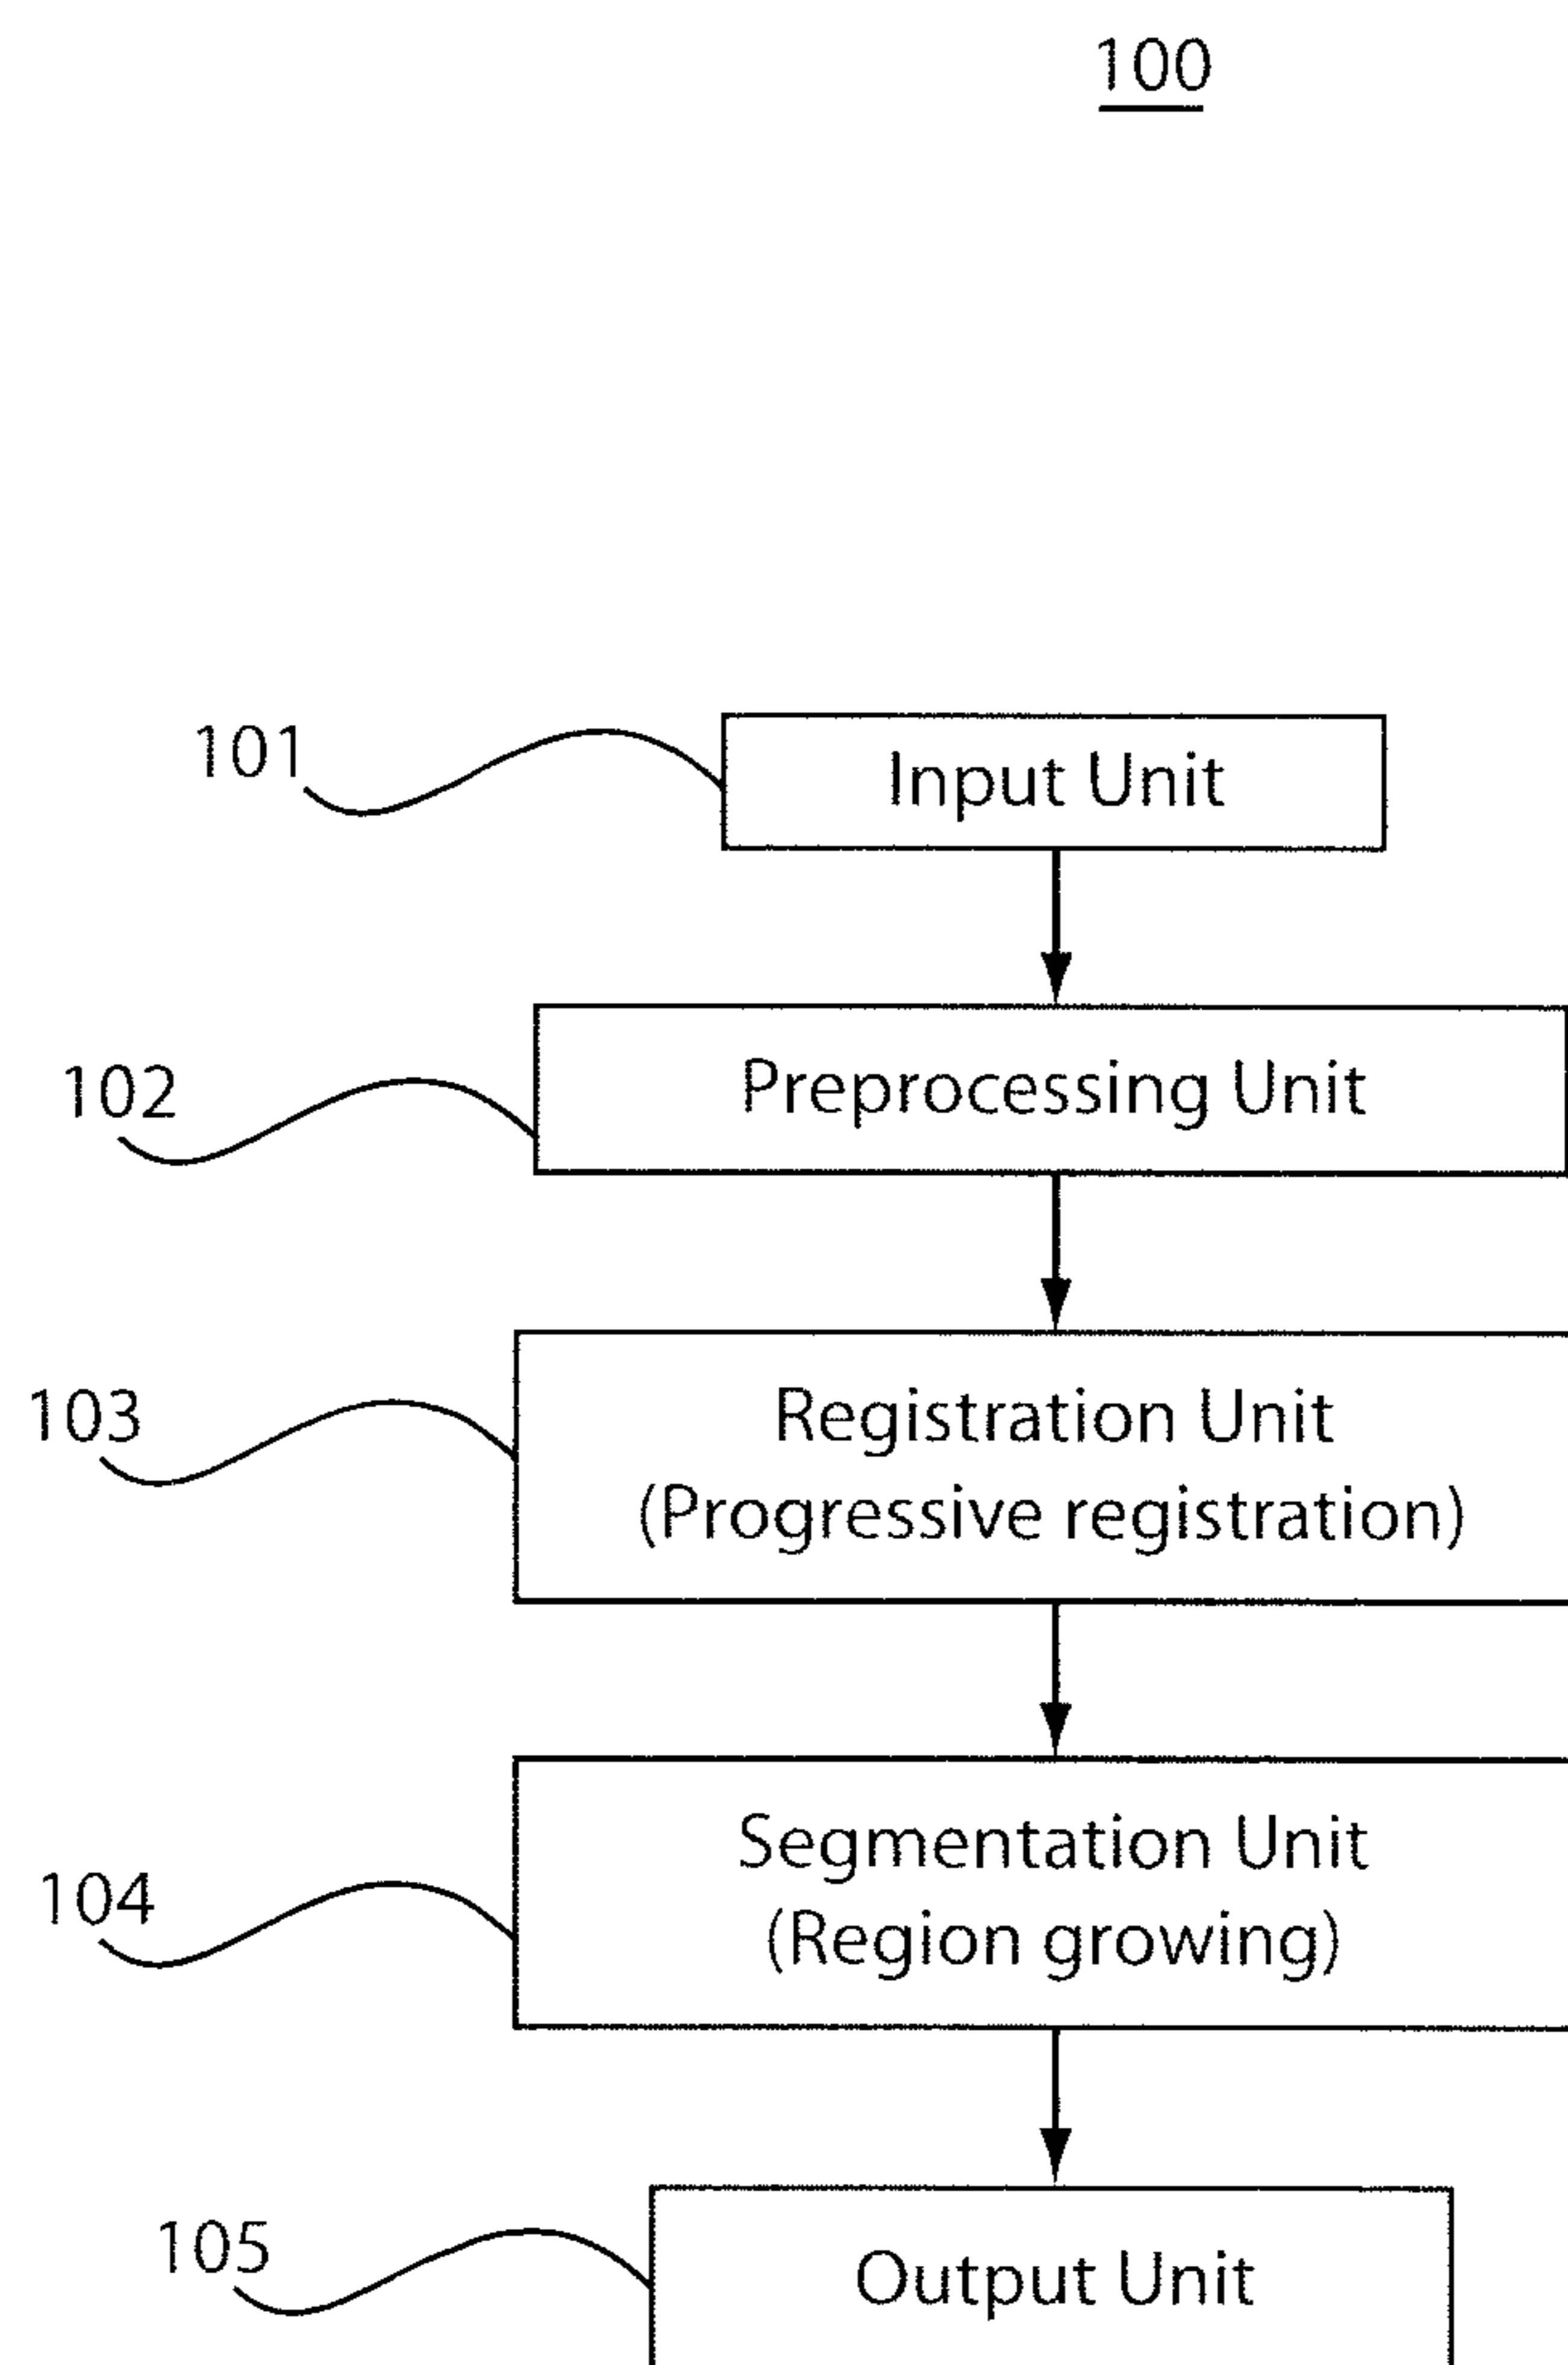 100
101
Input Unit
102
Preprocessing Unit
103
Registration Unit
(Progressive registration)
104
Segmentation Unit
(Region growing)
105
Output Unit